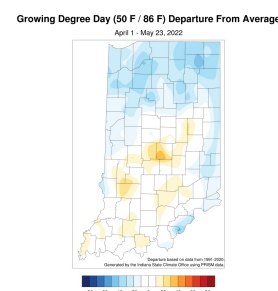 Growing Degree Day (50 F / 86 F) Departure From Average
April 1 - May 23, 2022
Departure based on data from 1991-2020
Generated by the Indiana State Climate Office using PRISM data.